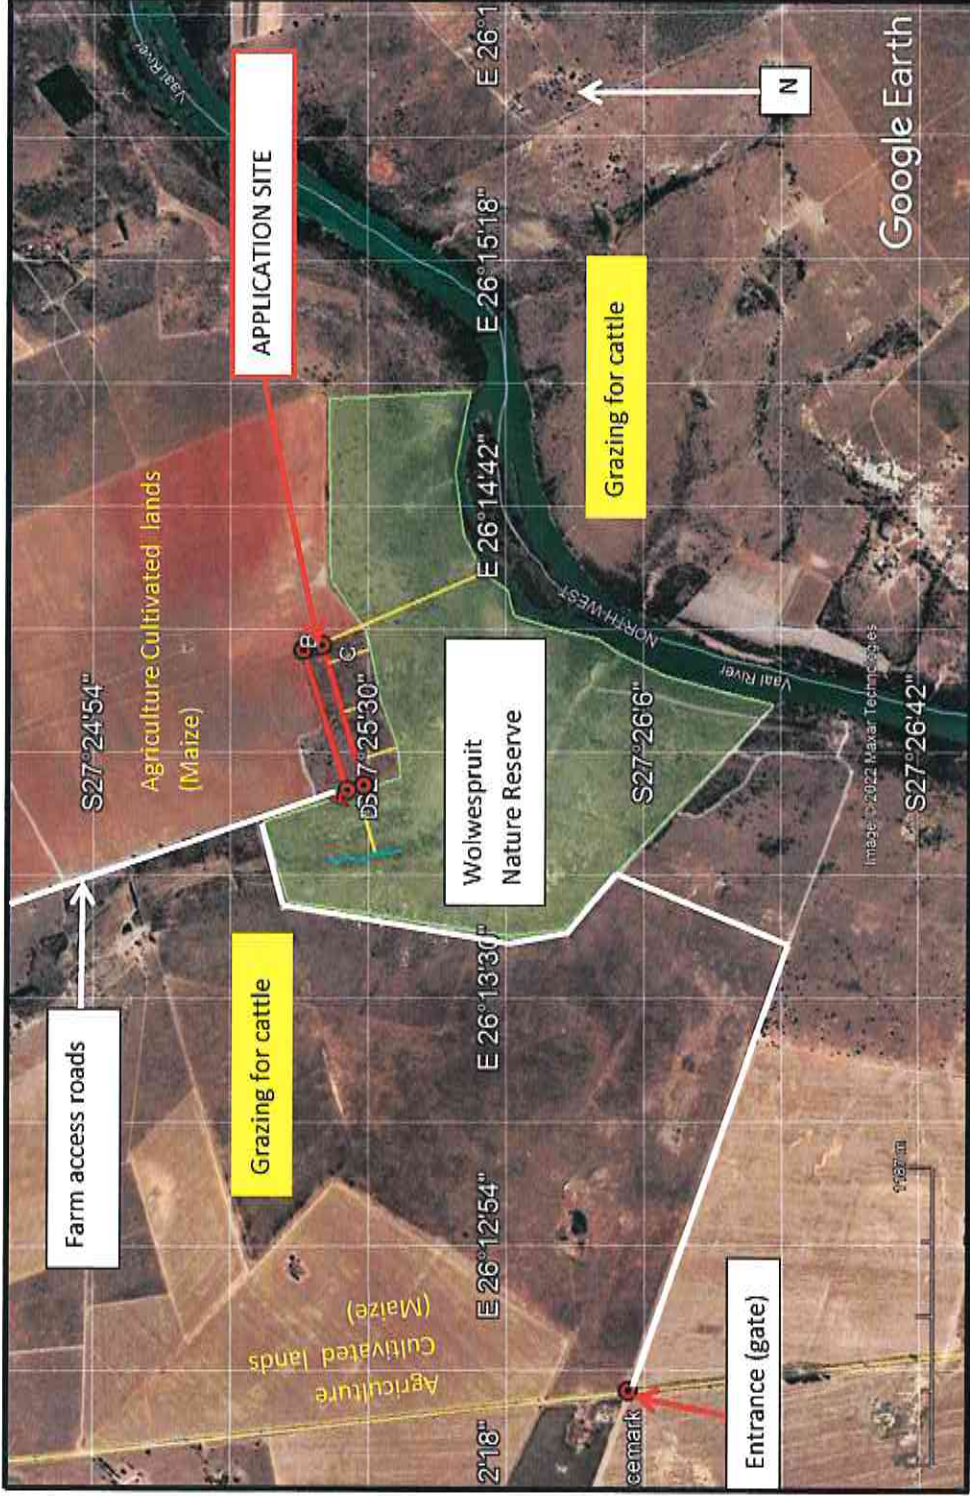 Farm access roads
APPLICATION SITE
Vaal River
E 26°1
S27°24'54"
Agriculture Cultivated lands
(Maize)
Grazing for cattle
B
C
D
S27°25'30"
N
2'18"
E 26°12'54"
E 26°13'30"
E 26°14'42"
E 26°15'18"
Agriculture
Cultivated lands
(Maize)
Wolwespruit
Nature Reserve
Grazing for cattle
NORTH-WEST
cemark
S27°26'6"
Vaal River
Entrance (gate)
1187 m
Image © 2022 Maxar Technologies
S27°26'42"
Google Earth